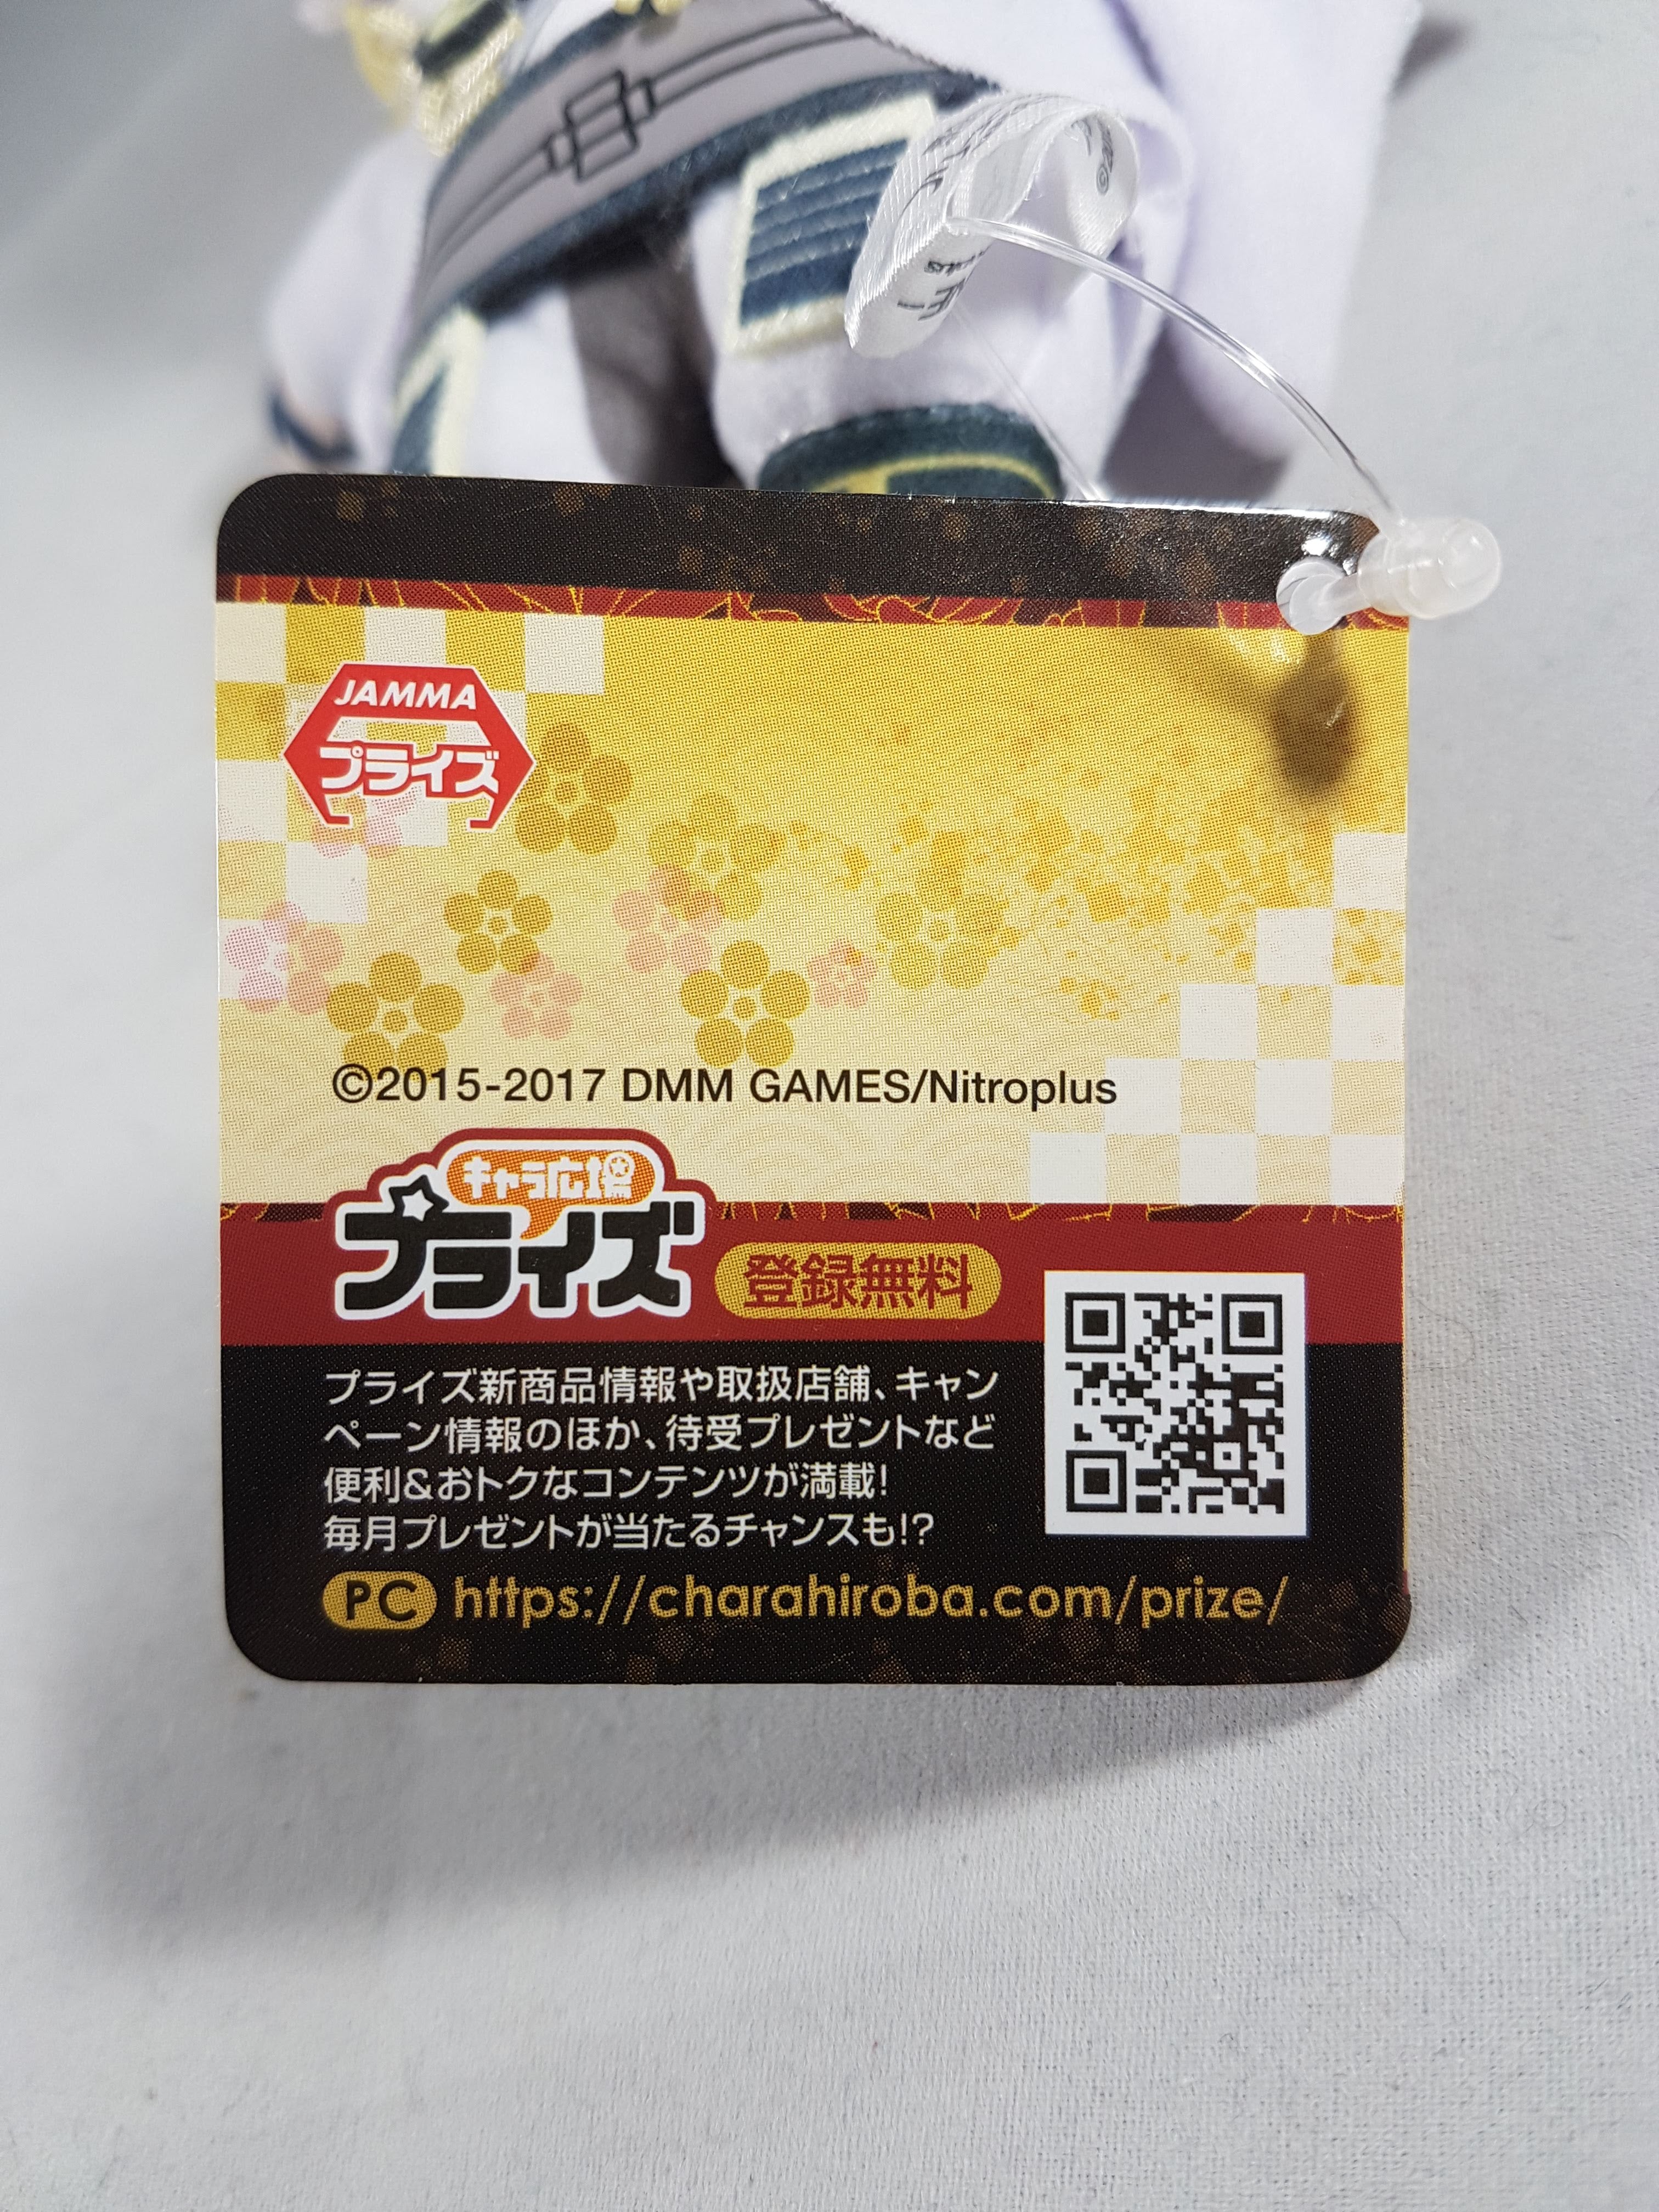 JAMMA
プライズ
©2015-2017 DMM GAMES/Nitroplus
キャラ広場
プライズ
登録無料
プライズ新商品情報や取扱店舗、キャン
ペーン情報のほか、待受プレゼントなど
便利&おトクなコンテンツが満載!
毎月プレゼントが当たるチャンスも!?
PC https://charahiroba.com/prize/